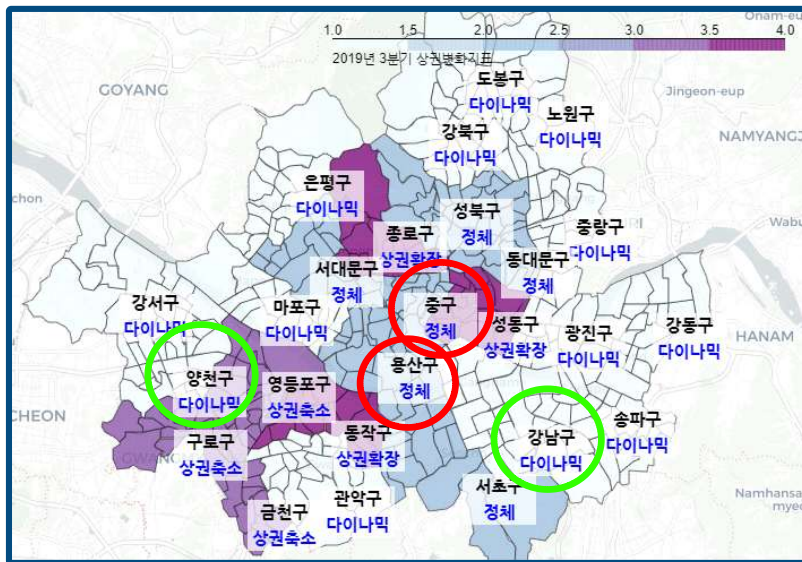 Onam-eu
1.0 1.5 2.0 2.5 3.0 3.5 4.0
2019년 3분기 상권변화지표
GOYANG
도봉구
다이나믹
Jingeon-eup
노원구
다이나믹
강북구
다이나믹
NAMYANGJ
은평구
다이나믹
성북구
정체
중랑구
다이나믹
chon
Wabu
종로구
상권확장
서대문구
정체
동대문구
정체
강서구
다이나믹
마포구
다이나믹
중구
정체
성동구
상권확장
광진구
다이나믹
강동구
다이나믹
HANAM
양천구
다이나믹
영등포구
상권축소
용산구
정체
CHEON
구로구
상권축소
GWANG
동작구
상권확장
강남구
다이나믹
송파구
다이나믹
서초구
정체
금천구
상권축소
관악구
다이나믹
Namhansa
myeo